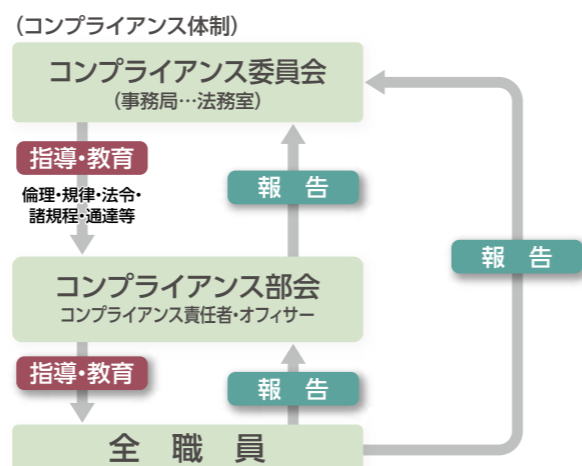 (コンプライアンス体制)
コンプライアンス委員会
(事務局…法務室)
指導・教育
倫理・規律・法令・
諸規程・通達等
報 告
報 告
コンプライアンス部会
コンプライアンス責任者・オフィサー
指導・教育
報 告
全 職 員